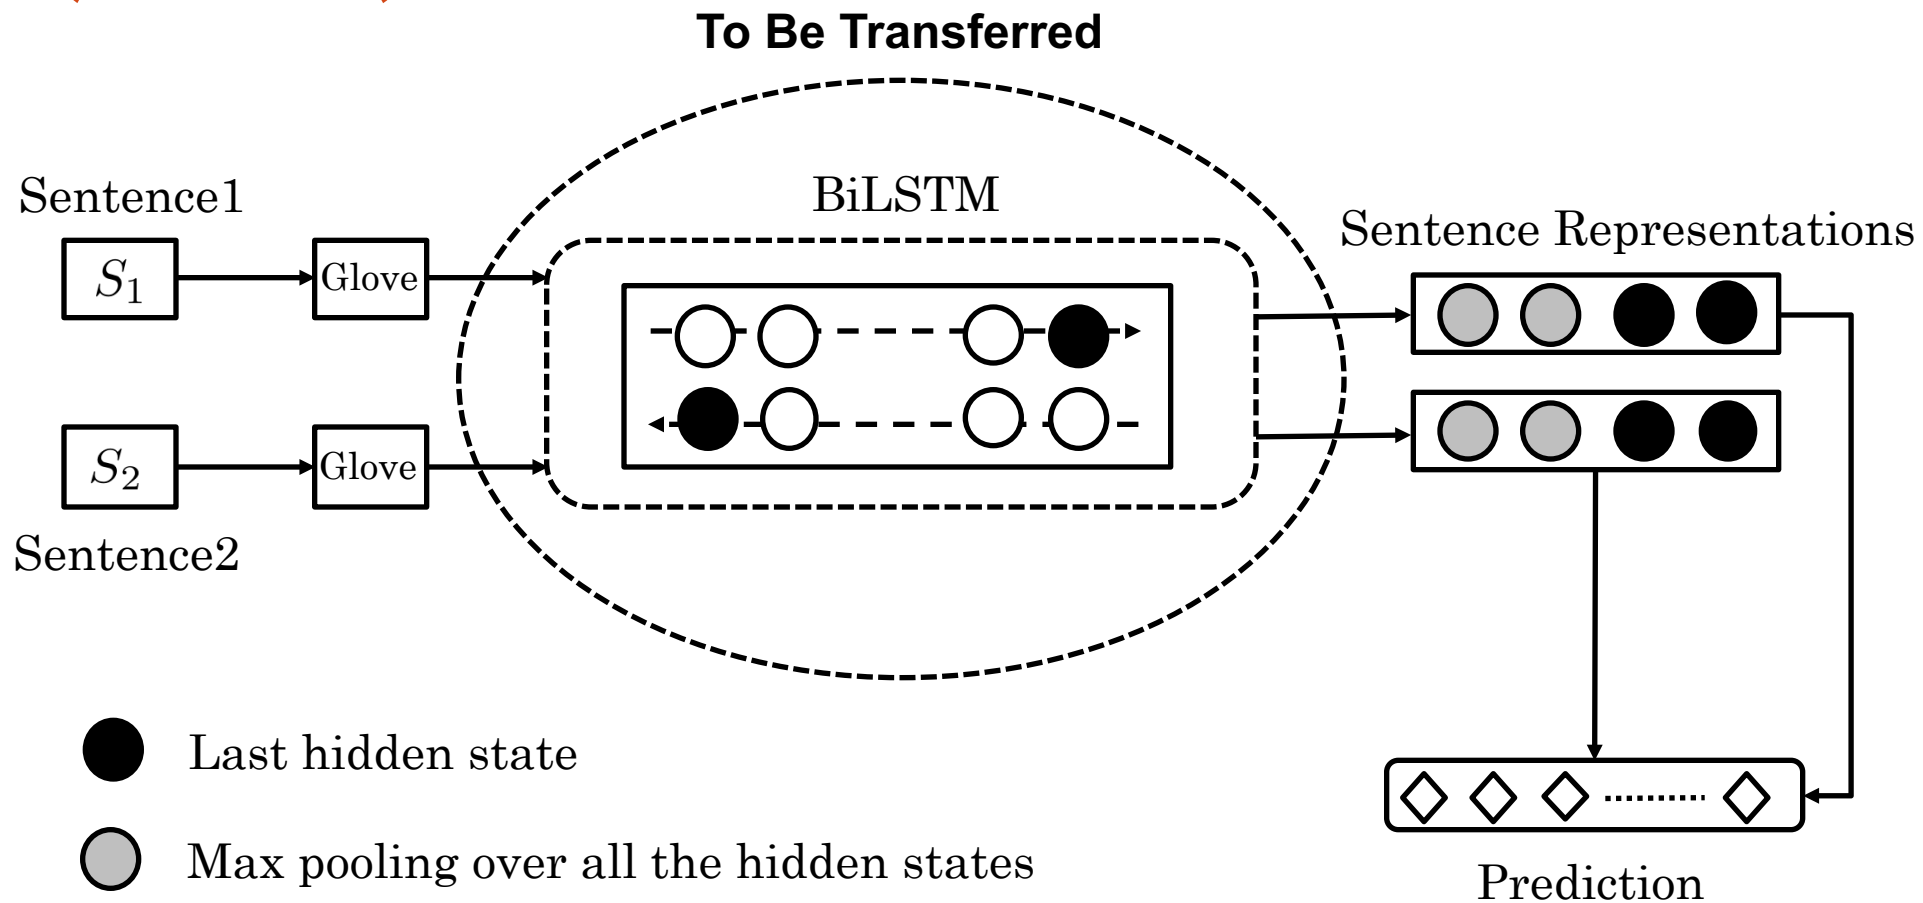 To Be Transferred
Sentence1
BiLSTM
Sentence Representations
S1
Glove
S2
Glove
Sentence2
Last hidden state
Max pooling over all the hidden states
Prediction